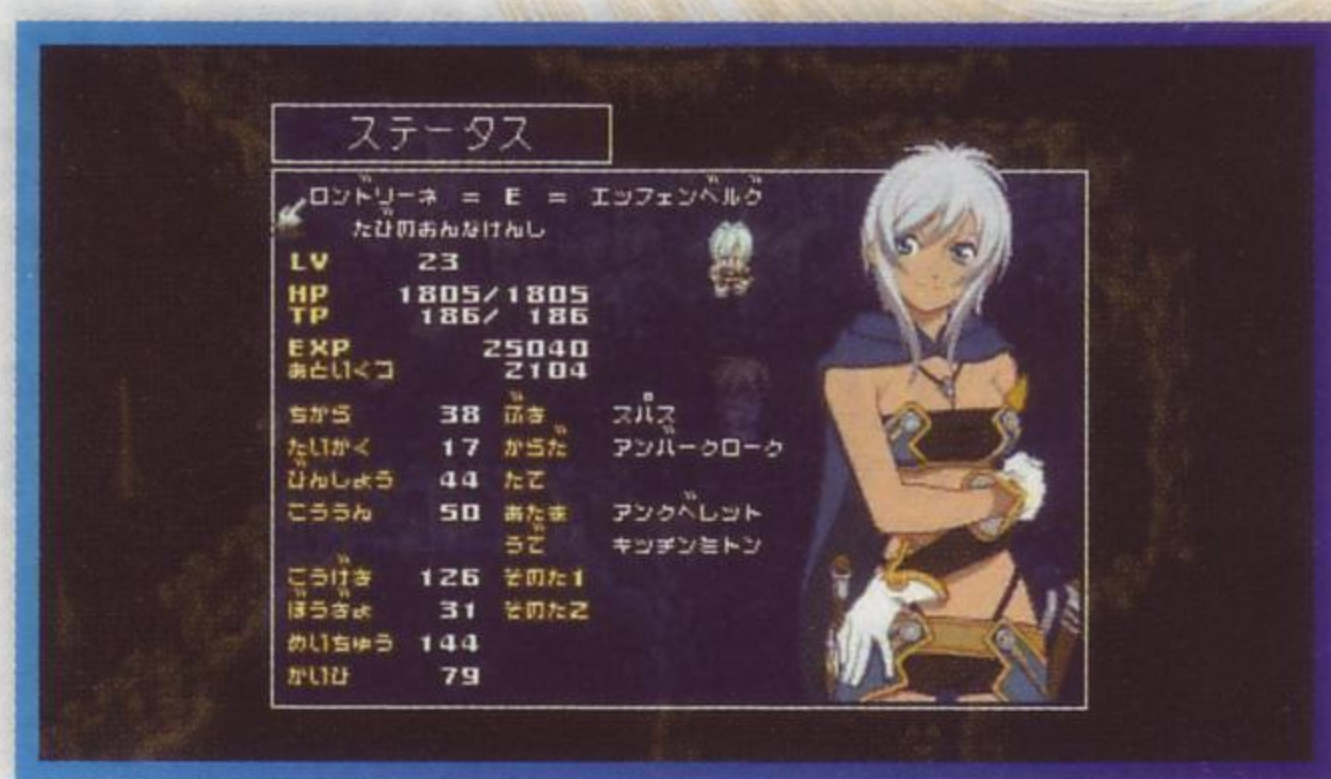 ステータス
ロンドリーネ = E = エッフェンベルグ
たびのおんなけんし
LV 23
HP 1805/1805
TP 186/ 186
EXP 25040
あといくつ 2104
ちから 38 ぶき スパス
たいかく 17 からだ アンバークローク
びんしょう 44 たて
こううん 50 あたま アンクベレット
うで キッチンミトン
こうげき 126 そのた1
ぼうぎょ 31 そのた2
めいちゅう 144
かいひ 79